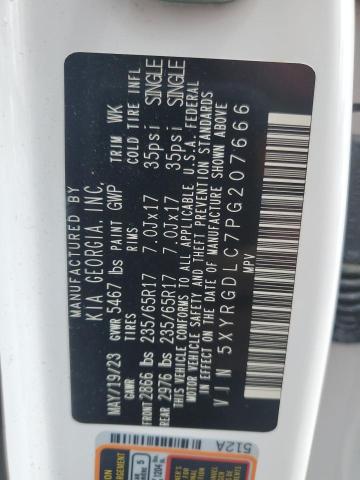 MANUFACTURED BY
KIA GEORGIA, INC.
MAY/19/23 GVWR 5467 lbs PAINT GWP TRIM WK
GAWR TIRES RIMS COLD TIRE INFL.
FRONT 2866 lbs 235/65R17 7.0JX17 35psi SINGLE
REAR 2976 lbs 235/65R17 7.0JX17 35psi SINGLE
THIS VEHICLE CONFORMS TO ALL APPLICABLE U.S.A. FEDERAL
MOTOR VEHICLE SAFETY AND THEFT PREVENTION STANDARDS
IN EFFECT ON THE DATE OF MANUFACTURE SHOWN ABOVE
VIN 5XYRGDLC7PG207666
MPV
512A